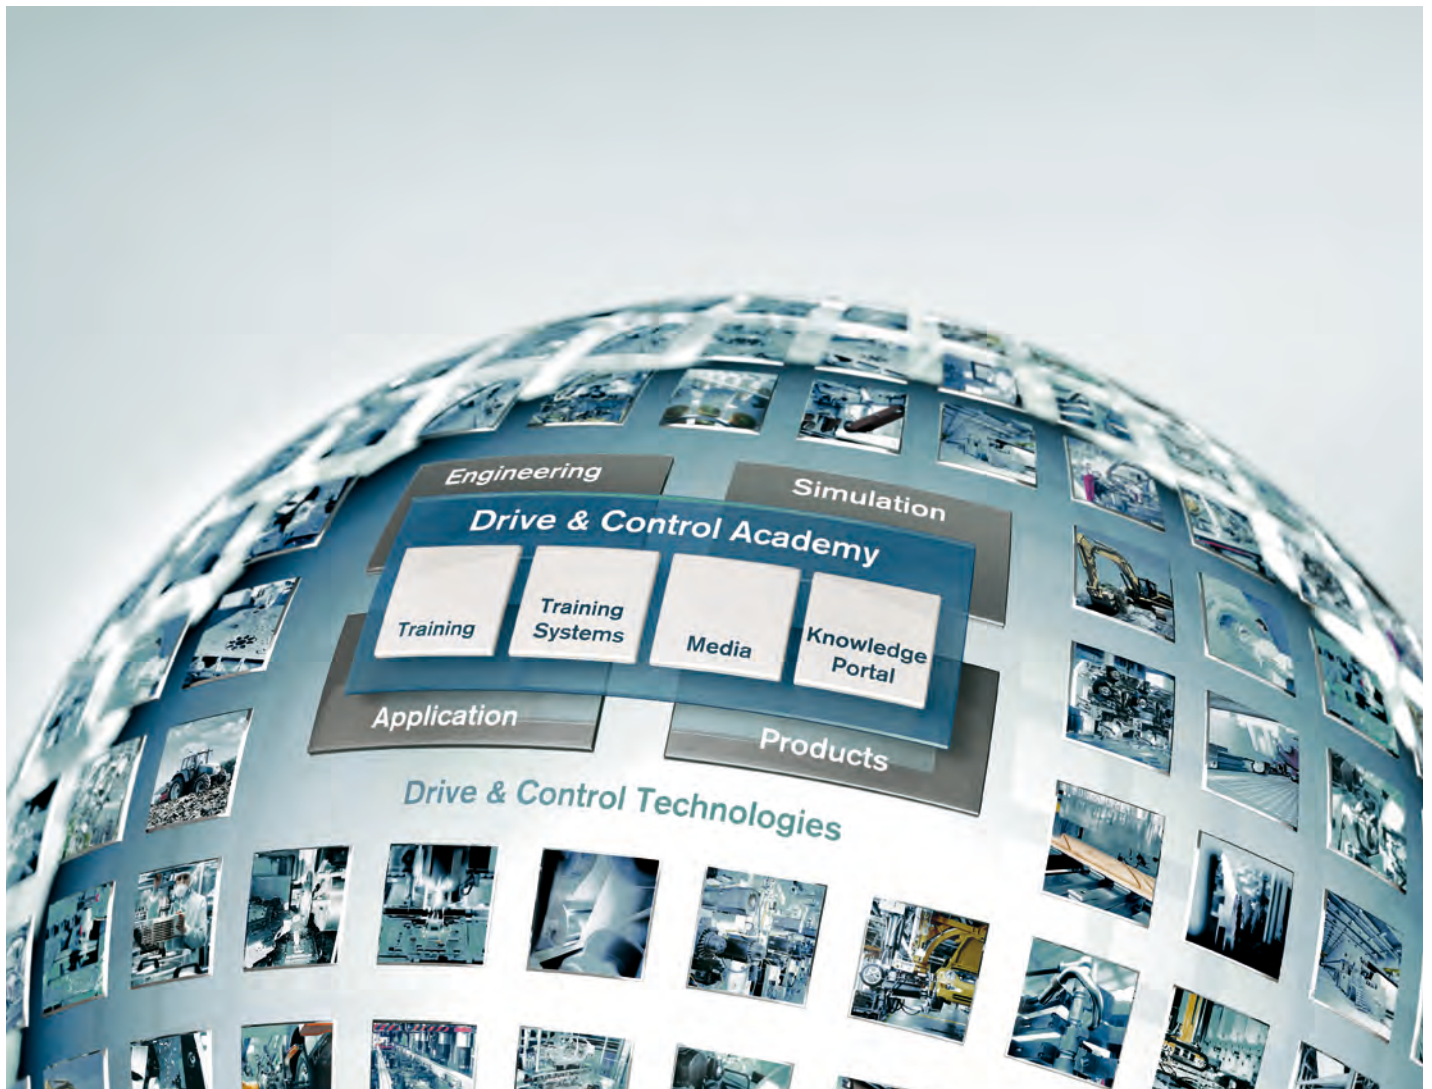 Engineering
Simulation
Drive & Control Academy
Training
Training
Systems
Media
Knowledge
Portal
Application
Products
Drive & Control Technologies